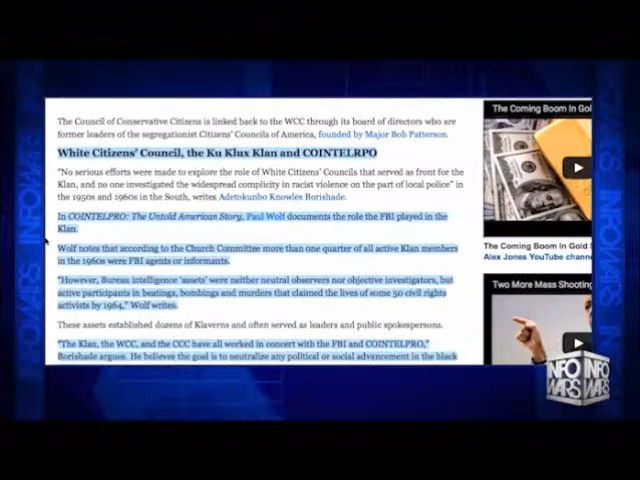 The Council of Conservative Citizens is linked back to the WCC through its board of directors who are
former leaders of the segregationist Citizens' Councils of America, founded by Major Bob Patterson.
White Citizens' Council, the Ku Klux Klan and COINTELRPO
"No serious efforts were made to explore the role of White Citizens' Councils that served as front for the
Klan, and no one investigated the widespread complicity in racist violence on the part of local police" in
the 1950s and 1960s in the South, writes Adetokunbo Knowles Borishade.
In COINTELPRO: The Untold American Story, Paul Wolf documents the role the FBI played in the
Klan.
Wolf notes that according to the Church Committee more than one quarter of all active Klan members
in the 1960s were FBI agents or informants.
"However, Bureau intelligence 'assets' were neither neutral observers nor objective investigators, but
active participants in beatings, bombings and murders that claimed the lives of some 50 civil rights
activists by 1964," Wolf writes.
These assets established dozens of Klaverns and often served as leaders and public spokespersons.
"The Klan, the WCC, and the CCC have all worked in concert with the FBI and COINTELPRO,"
Borishade argues. He believes the goal is to neutralize any political or social advancement in the black
The Coming Boom In Gol
The Coming Boom In Gold S
Alex Jones YouTube chann
Two More Mass Shooting
INFO WARS
INFO WARS